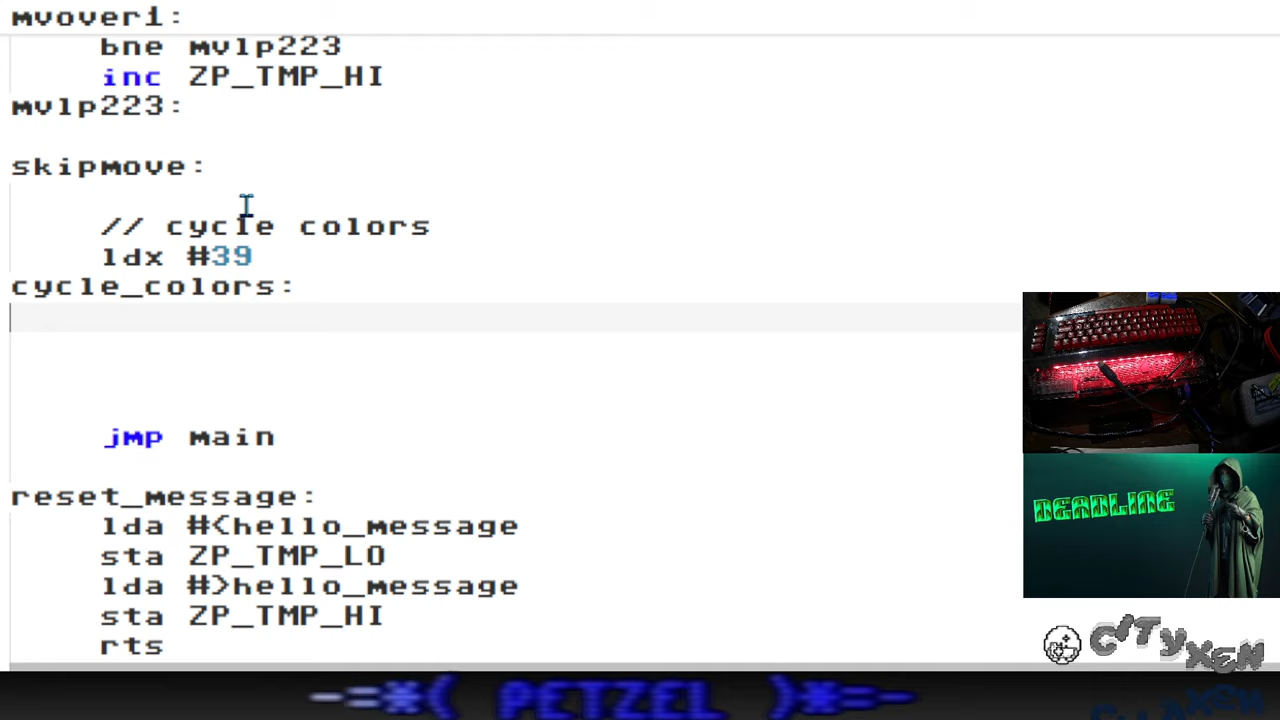 mvover1:
bne mvlp223
inc ZP_TMP_HI
mvlp223:
skipmove:
// cycle colors
ldx #39
cycle_colors:
jmp main
reset_message:
lda #<hello_message
sta ZP_TMP_LO
lda #>hello_message
sta ZP_TMP_HI
rts
DEADLINE
CITYXEN
-=*( PETZEL )*=-